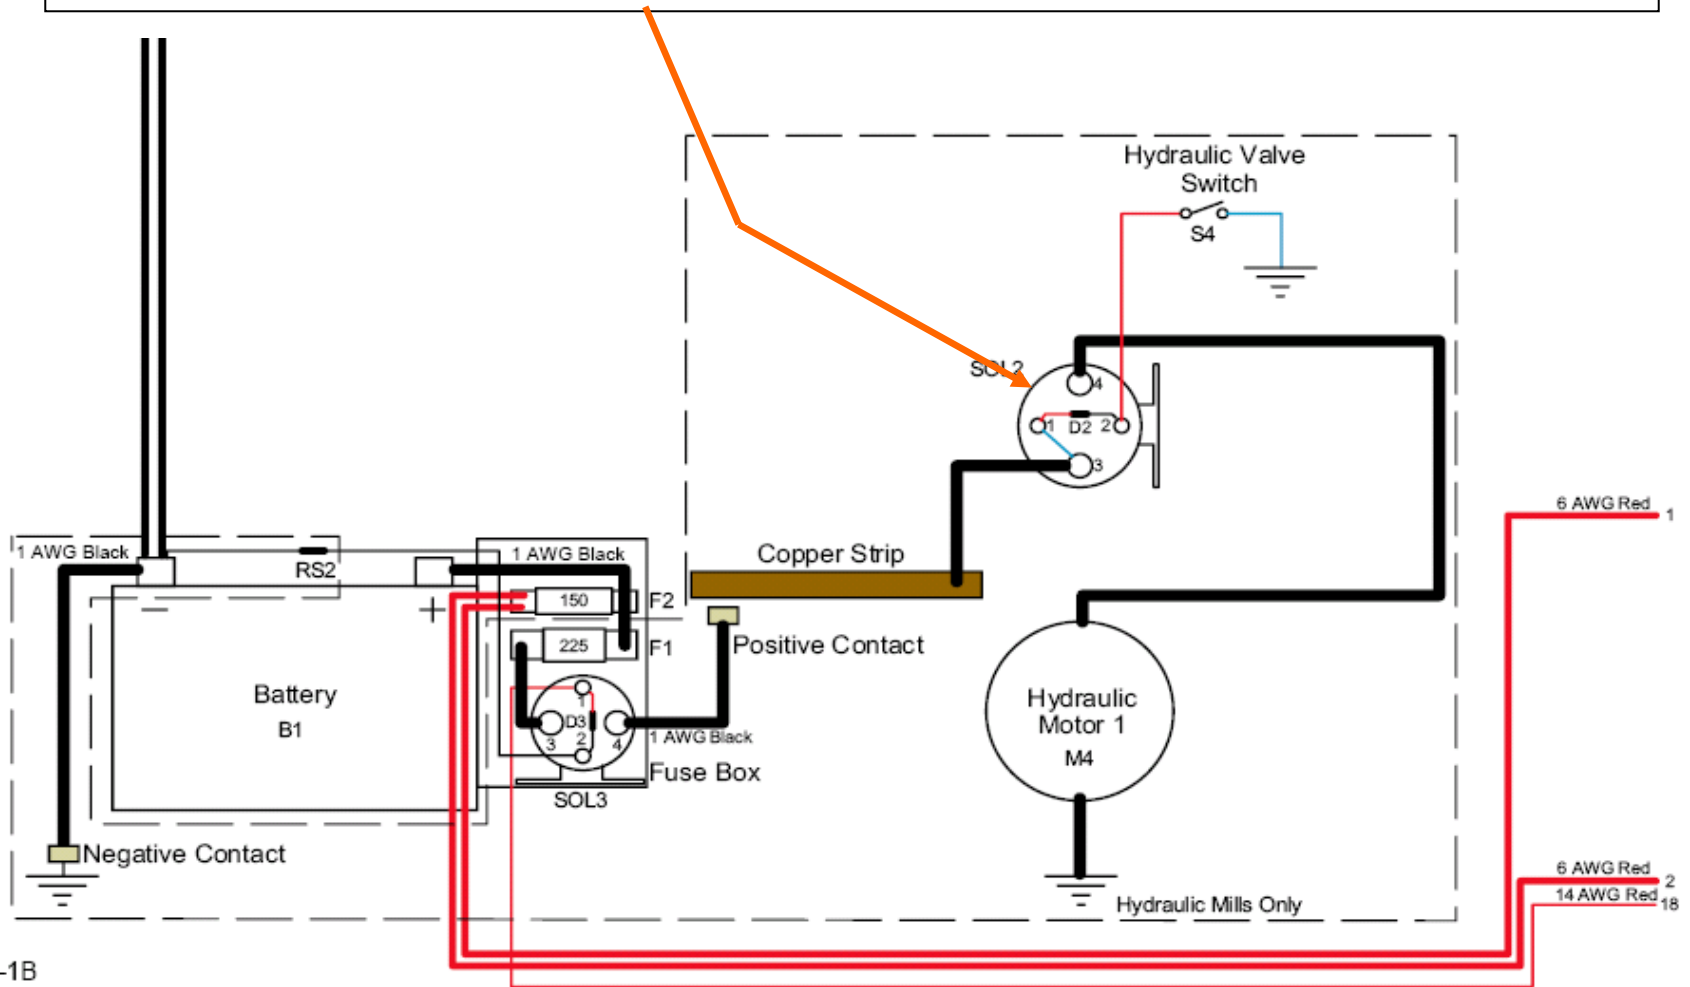 Hydraulic Valve
Switch
S4
SOL2
4
1
D2
2
3
6 AWG Red
1
1 AWG Black
RS2
1 AWG Black
Copper Strip
150
F2
225
F1
Positive Contact
Battery
B1
1
D3
3
2
4
1 AWG Black
Fuse Box
SOL3
Hydraulic
Motor 1
M4
Negative Contact
6 AWG Red
2
14 AWG Red
18
Hydraulic Mills Only
-1B